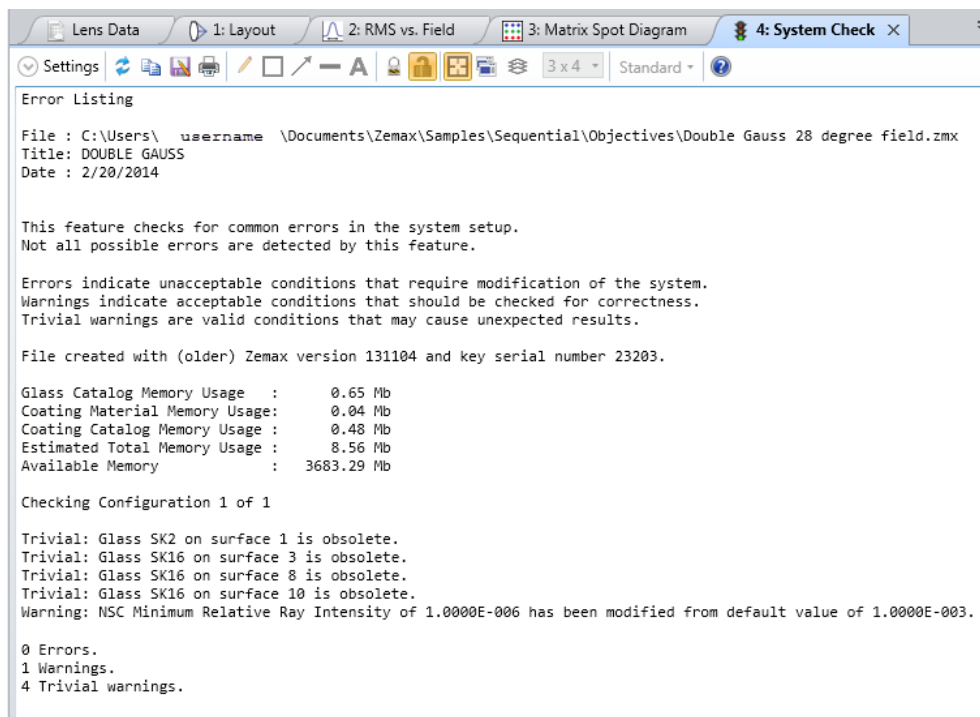 Lens Data 1: Layout 2: RMS vs. Field 3: Matrix Spot Diagram 4: System Check
Settings A 3 x 4 Standard
Error Listing
File : C:\Users\ username \Documents\Zemax\Samples\Sequential\Objectives\Double Gauss 28 degree field.zmx
Title: DOUBLE GAUSS
Date : 2/20/2014
This feature checks for common errors in the system setup.
Not all possible errors are detected by this feature.
Errors indicate unacceptable conditions that require modification of the system.
Warnings indicate acceptable conditions that should be checked for correctness.
Trivial warnings are valid conditions that may cause unexpected results.
File created with (older) Zemax version 131104 and key serial number 23203.
Glass Catalog Memory Usage : 0.65 Mb
Coating Material Memory Usage: 0.04 Mb
Coating Catalog Memory Usage : 0.48 Mb
Estimated Total Memory Usage : 8.56 Mb
Available Memory : 3683.29 Mb
Checking Configuration 1 of 1
Trivial: Glass SK2 on surface 1 is obsolete.
Trivial: Glass SK16 on surface 3 is obsolete.
Trivial: Glass SK16 on surface 8 is obsolete.
Trivial: Glass SK16 on surface 10 is obsolete.
Warning: NSC Minimum Relative Ray Intensity of 1.0000E-006 has been modified from default value of 1.0000E-003.
0 Errors.
1 Warnings.
4 Trivial warnings.